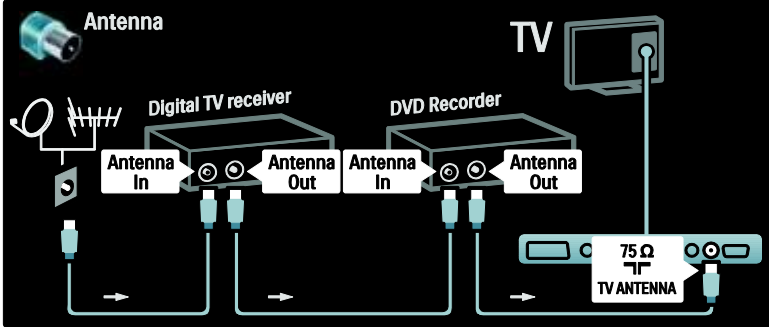 Antenna
TV
Digital TV receiver
DVD Recorder
Antenna
In
Antenna
Out
Antenna
In
Antenna
Out
75 Ω
TV ANTENNA